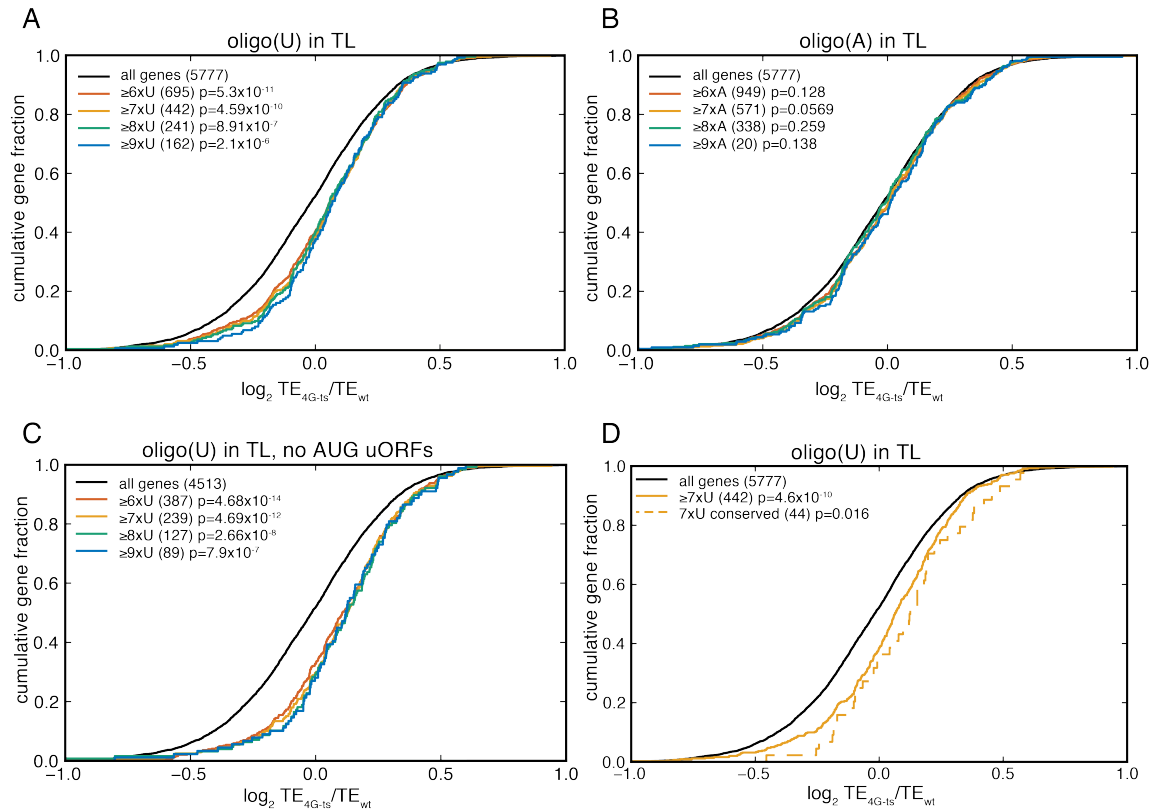 A
oligo(U) in TL
1.0
0.8
0.6
0.4
0.2
0.0
cumulative gene fraction
all genes (5777)
≥6xU (695) p=5.3x10⁻¹¹
≥7xU (442) p=4.59x10⁻¹⁰
≥8xU (241) p=8.91x10⁻⁷
≥9xU (162) p=2.1x10⁻⁶
−1.0 −0.5 0.0 0.5 1.0
log₂ TE4G-ts/TEwt
B
oligo(A) in TL
1.0
0.8
0.6
0.4
0.2
0.0
cumulative gene fraction
all genes (5777)
≥6xA (949) p=0.128
≥7xA (571) p=0.0569
≥8xA (338) p=0.259
≥9xA (20) p=0.138
−1.0 −0.5 0.0 0.5 1.0
log₂ TE4G-ts/TEwt
C
oligo(U) in TL, no AUG uORFs
1.0
0.8
0.6
0.4
0.2
0.0
cumulative gene fraction
all genes (4513)
≥6xU (387) p=4.68x10⁻¹⁴
≥7xU (239) p=4.69x10⁻¹²
≥8xU (127) p=2.66x10⁻⁸
≥9xU (89) p=7.9x10⁻⁷
−1.0 −0.5 0.0 0.5 1.0
log₂ TE4G-ts/TEwt
D
oligo(U) in TL
1.0
0.8
0.6
0.4
0.2
0.0
cumulative gene fraction
all genes (5777)
≥7xU (442) p=4.6x10⁻¹⁰
7xU conserved (44) p=0.016
−1.0 −0.5 0.0 0.5 1.0
log₂ TE4G-ts/TEwt